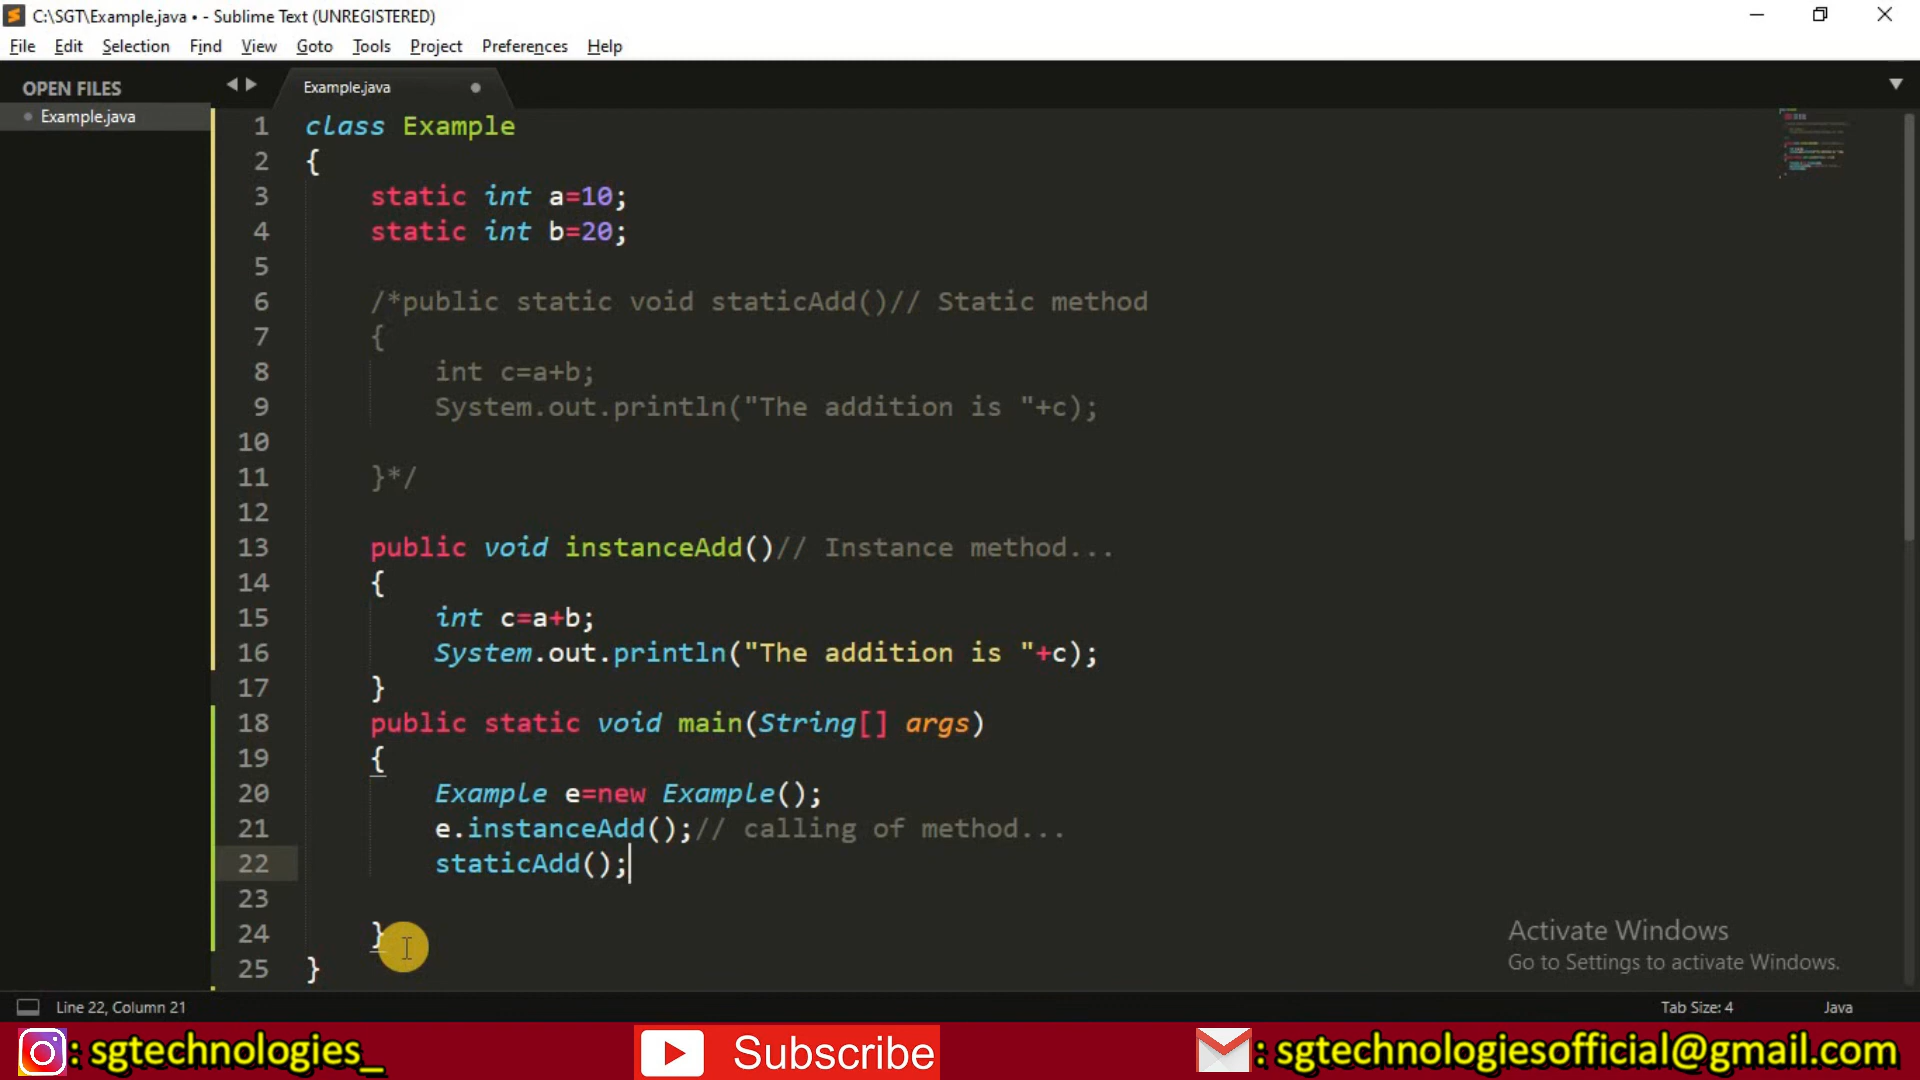 C:\SGT\Example.java • - Sublime Text (UNREGISTERED)
File Edit Selection Find View Goto Tools Project Preferences Help
OPEN FILES
Example.java
Example.java
1 class Example
2 {
3 static int a=10;
4 static int b=20;
5
6 /*public static void staticAdd()// Static method
7 {
8 int c=a+b;
9 System.out.println("The addition is "+c);
10
11 }*/
12
13 public void instanceAdd()// Instance method...
14 {
15 int c=a+b;
16 System.out.println("The addition is "+c);
17 }
18 public static void main(String[] args)
19 {
20 Example e=new Example();
21 e.instanceAdd();// calling of method...
22 staticAdd();
23
24 }
25 }
Activate Windows
Go to Settings to activate Windows.
Line 22, Column 21 Tab Size: 4 Java
: sgtechnologies_ Subscribe : sgtechnologiesofficial@gmail.com